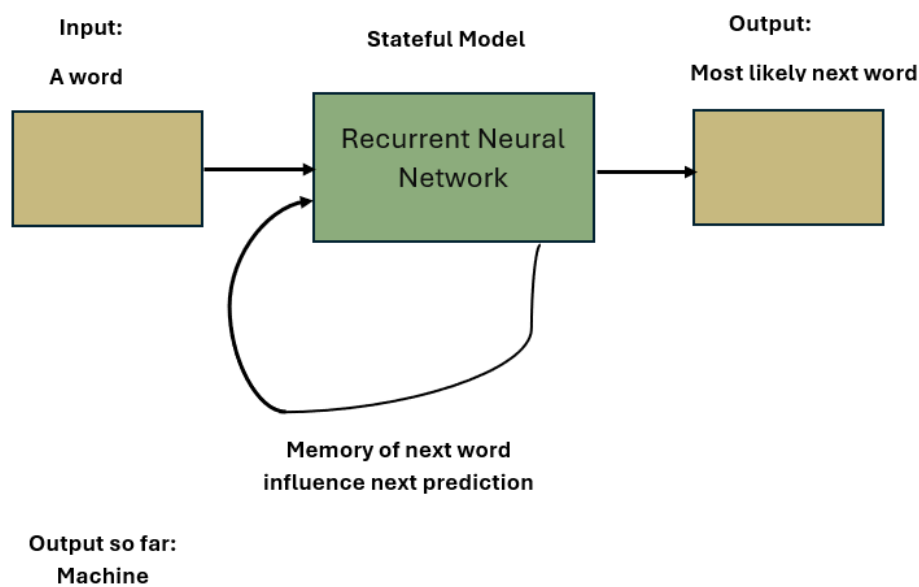 Input:
A word
Stateful Model
Recurrent Neural
Network
Output:
Most likely next word
Memory of next word
influence next prediction
Output so far:
Machine